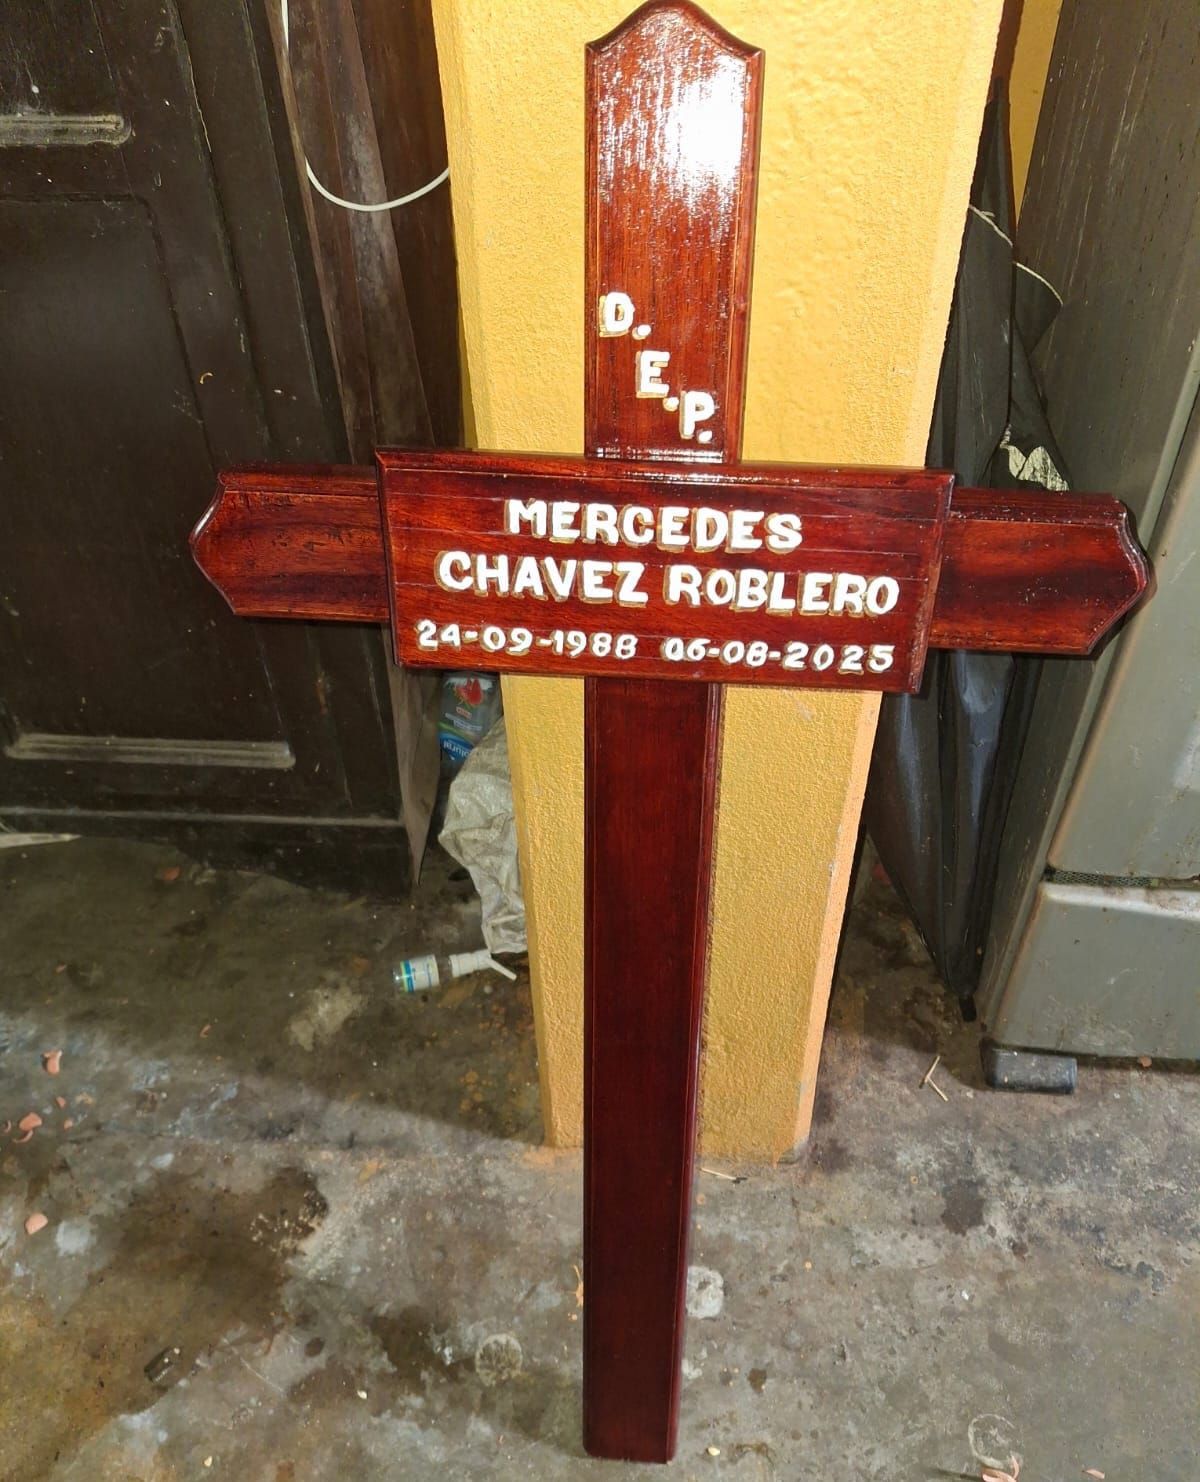 D.
E.
P.
MERCEDES
CHAVEZ ROBLERO
24-09-1988 06-08-2025